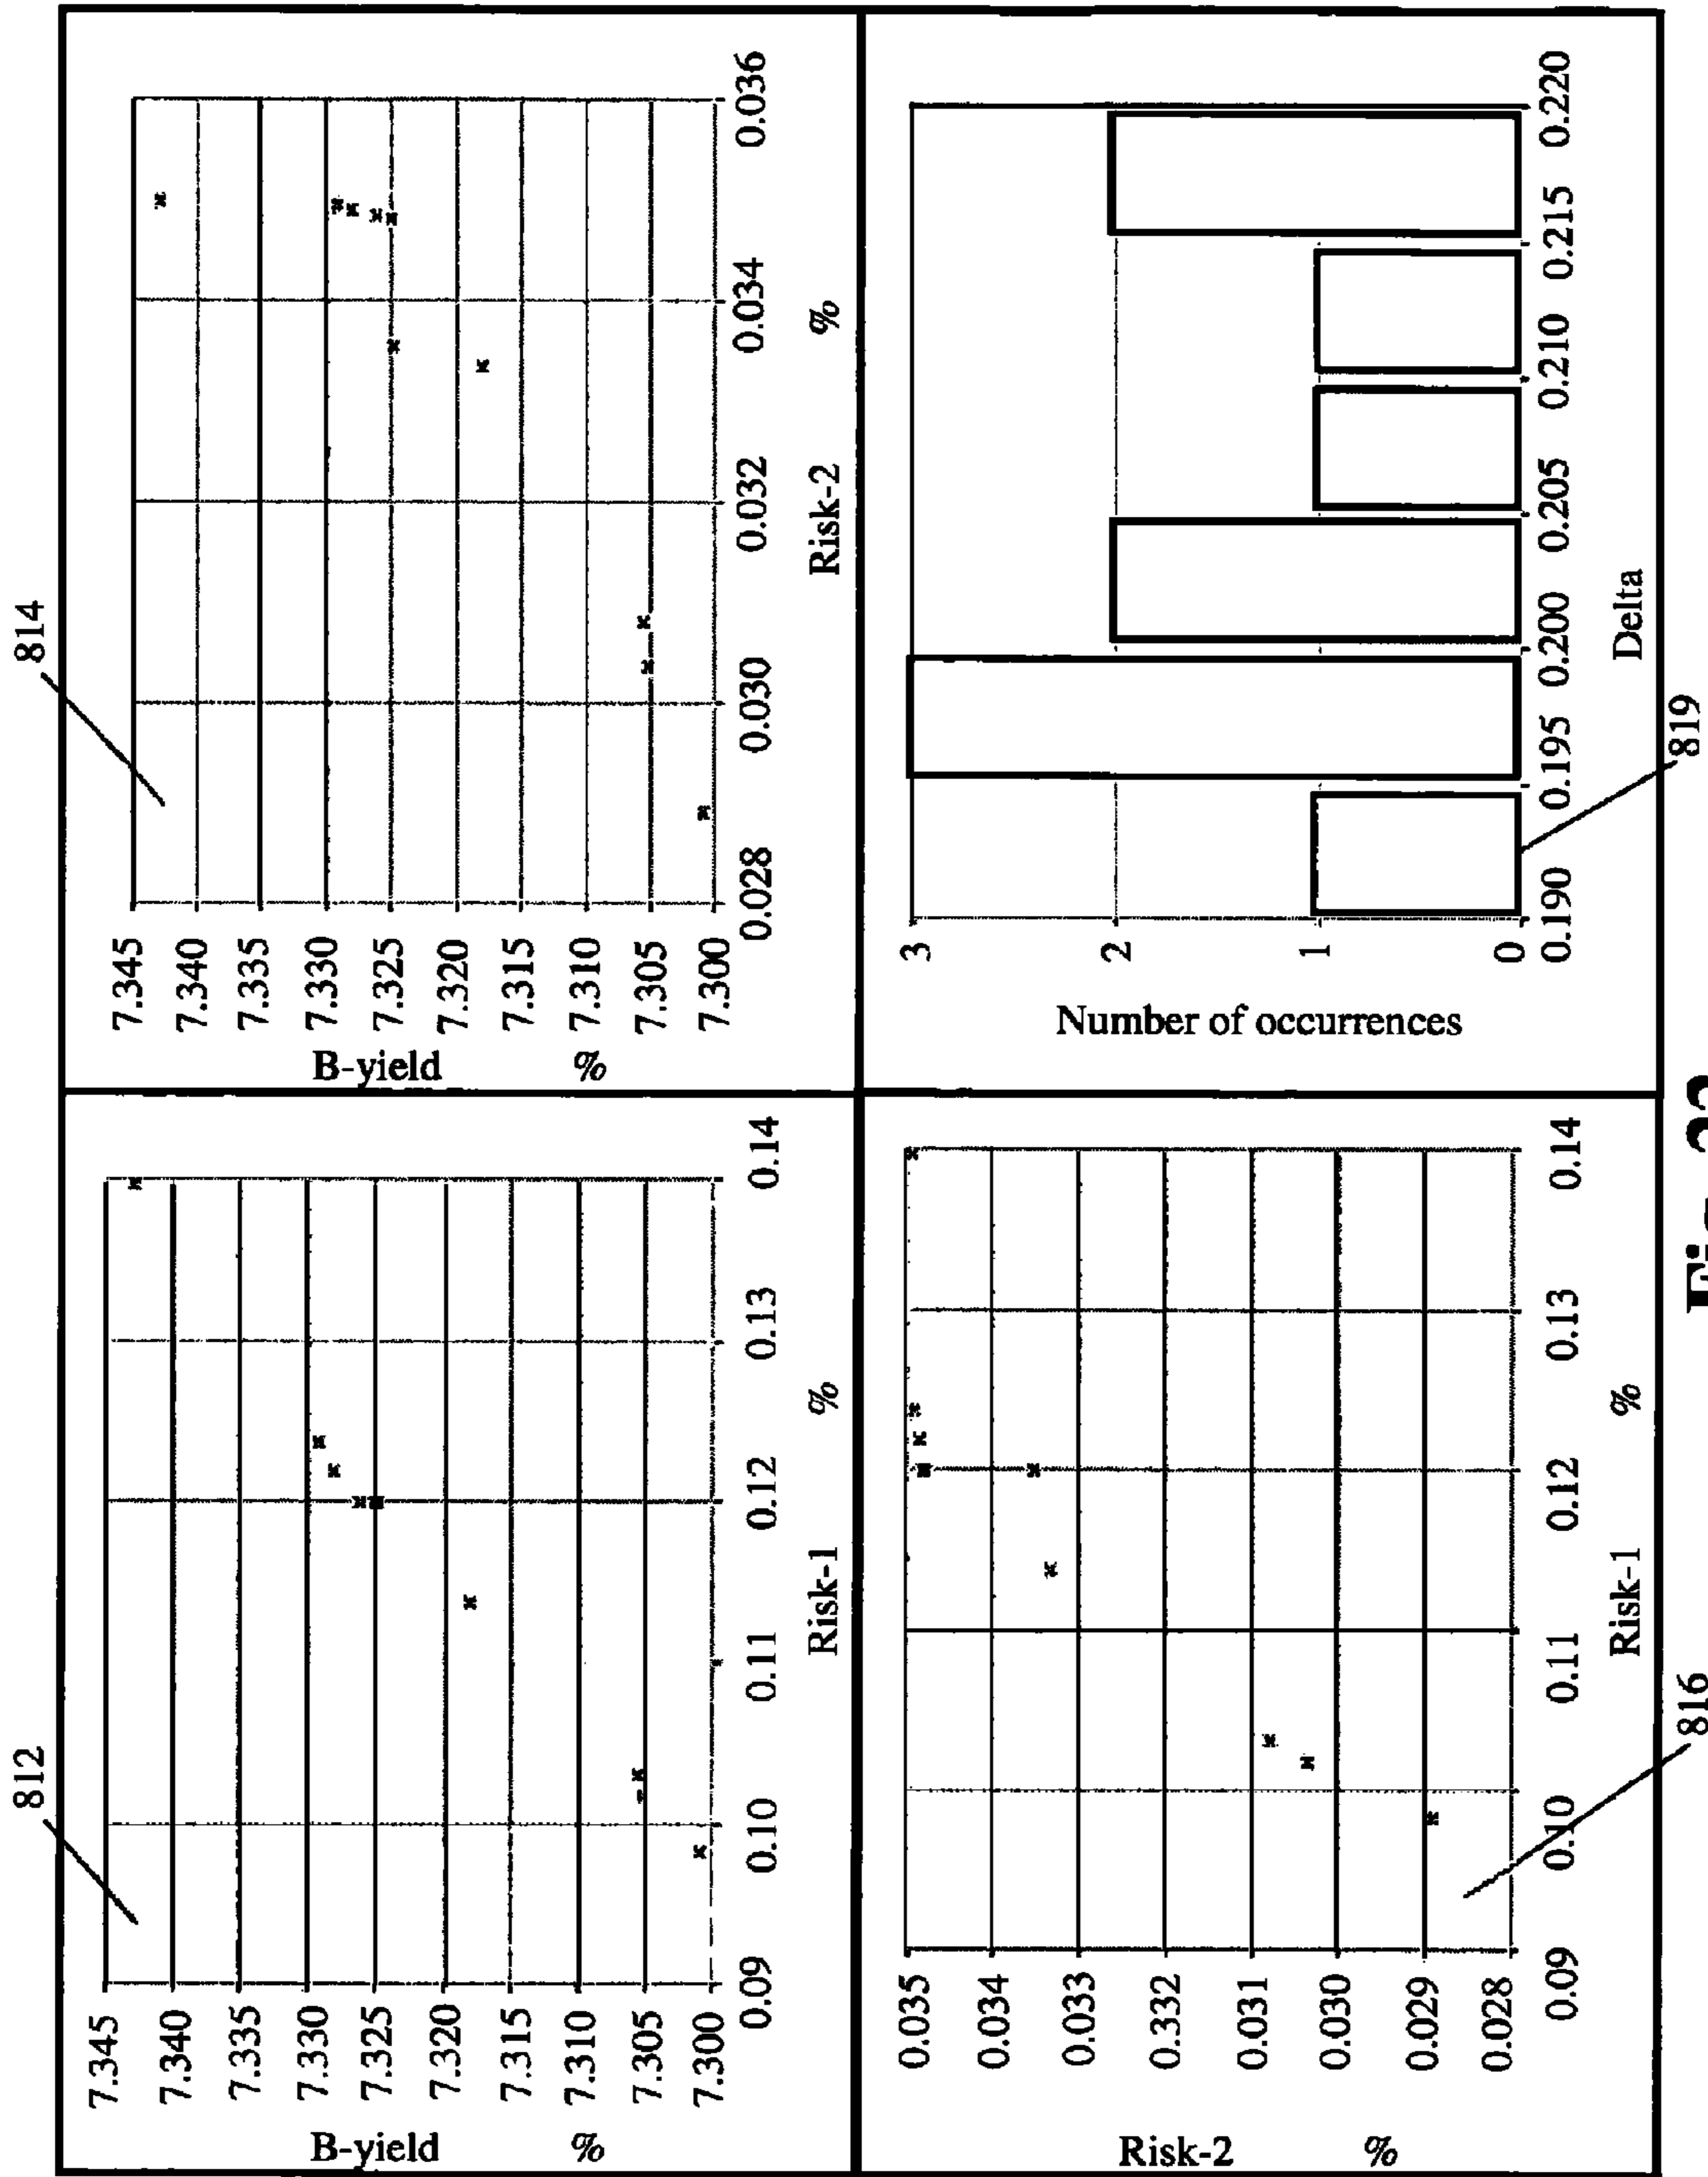 812
7.345
7.340
7.335
7.330
7.325
7.320
7.315
7.310
7.305
7.300
B-yield %
0.09 0.10 0.11 0.12 0.13 0.14
Risk-1 %
814
7.345
7.340
7.335
7.330
7.325
7.320
7.315
7.310
7.305
7.300
B-yield %
0.028 0.030 0.032 0.034 0.036
Risk-2 %
0.035
0.034
0.033
0.332
0.031
0.030
0.029
0.028
Risk-2 %
0.09 0.10 0.11 0.12 0.13 0.14
Risk-1 %
816
3
2
1
0
Number of occurrences
0.190 0.195 0.200 0.205 0.210 0.215 0.220
Delta
819
Fig.